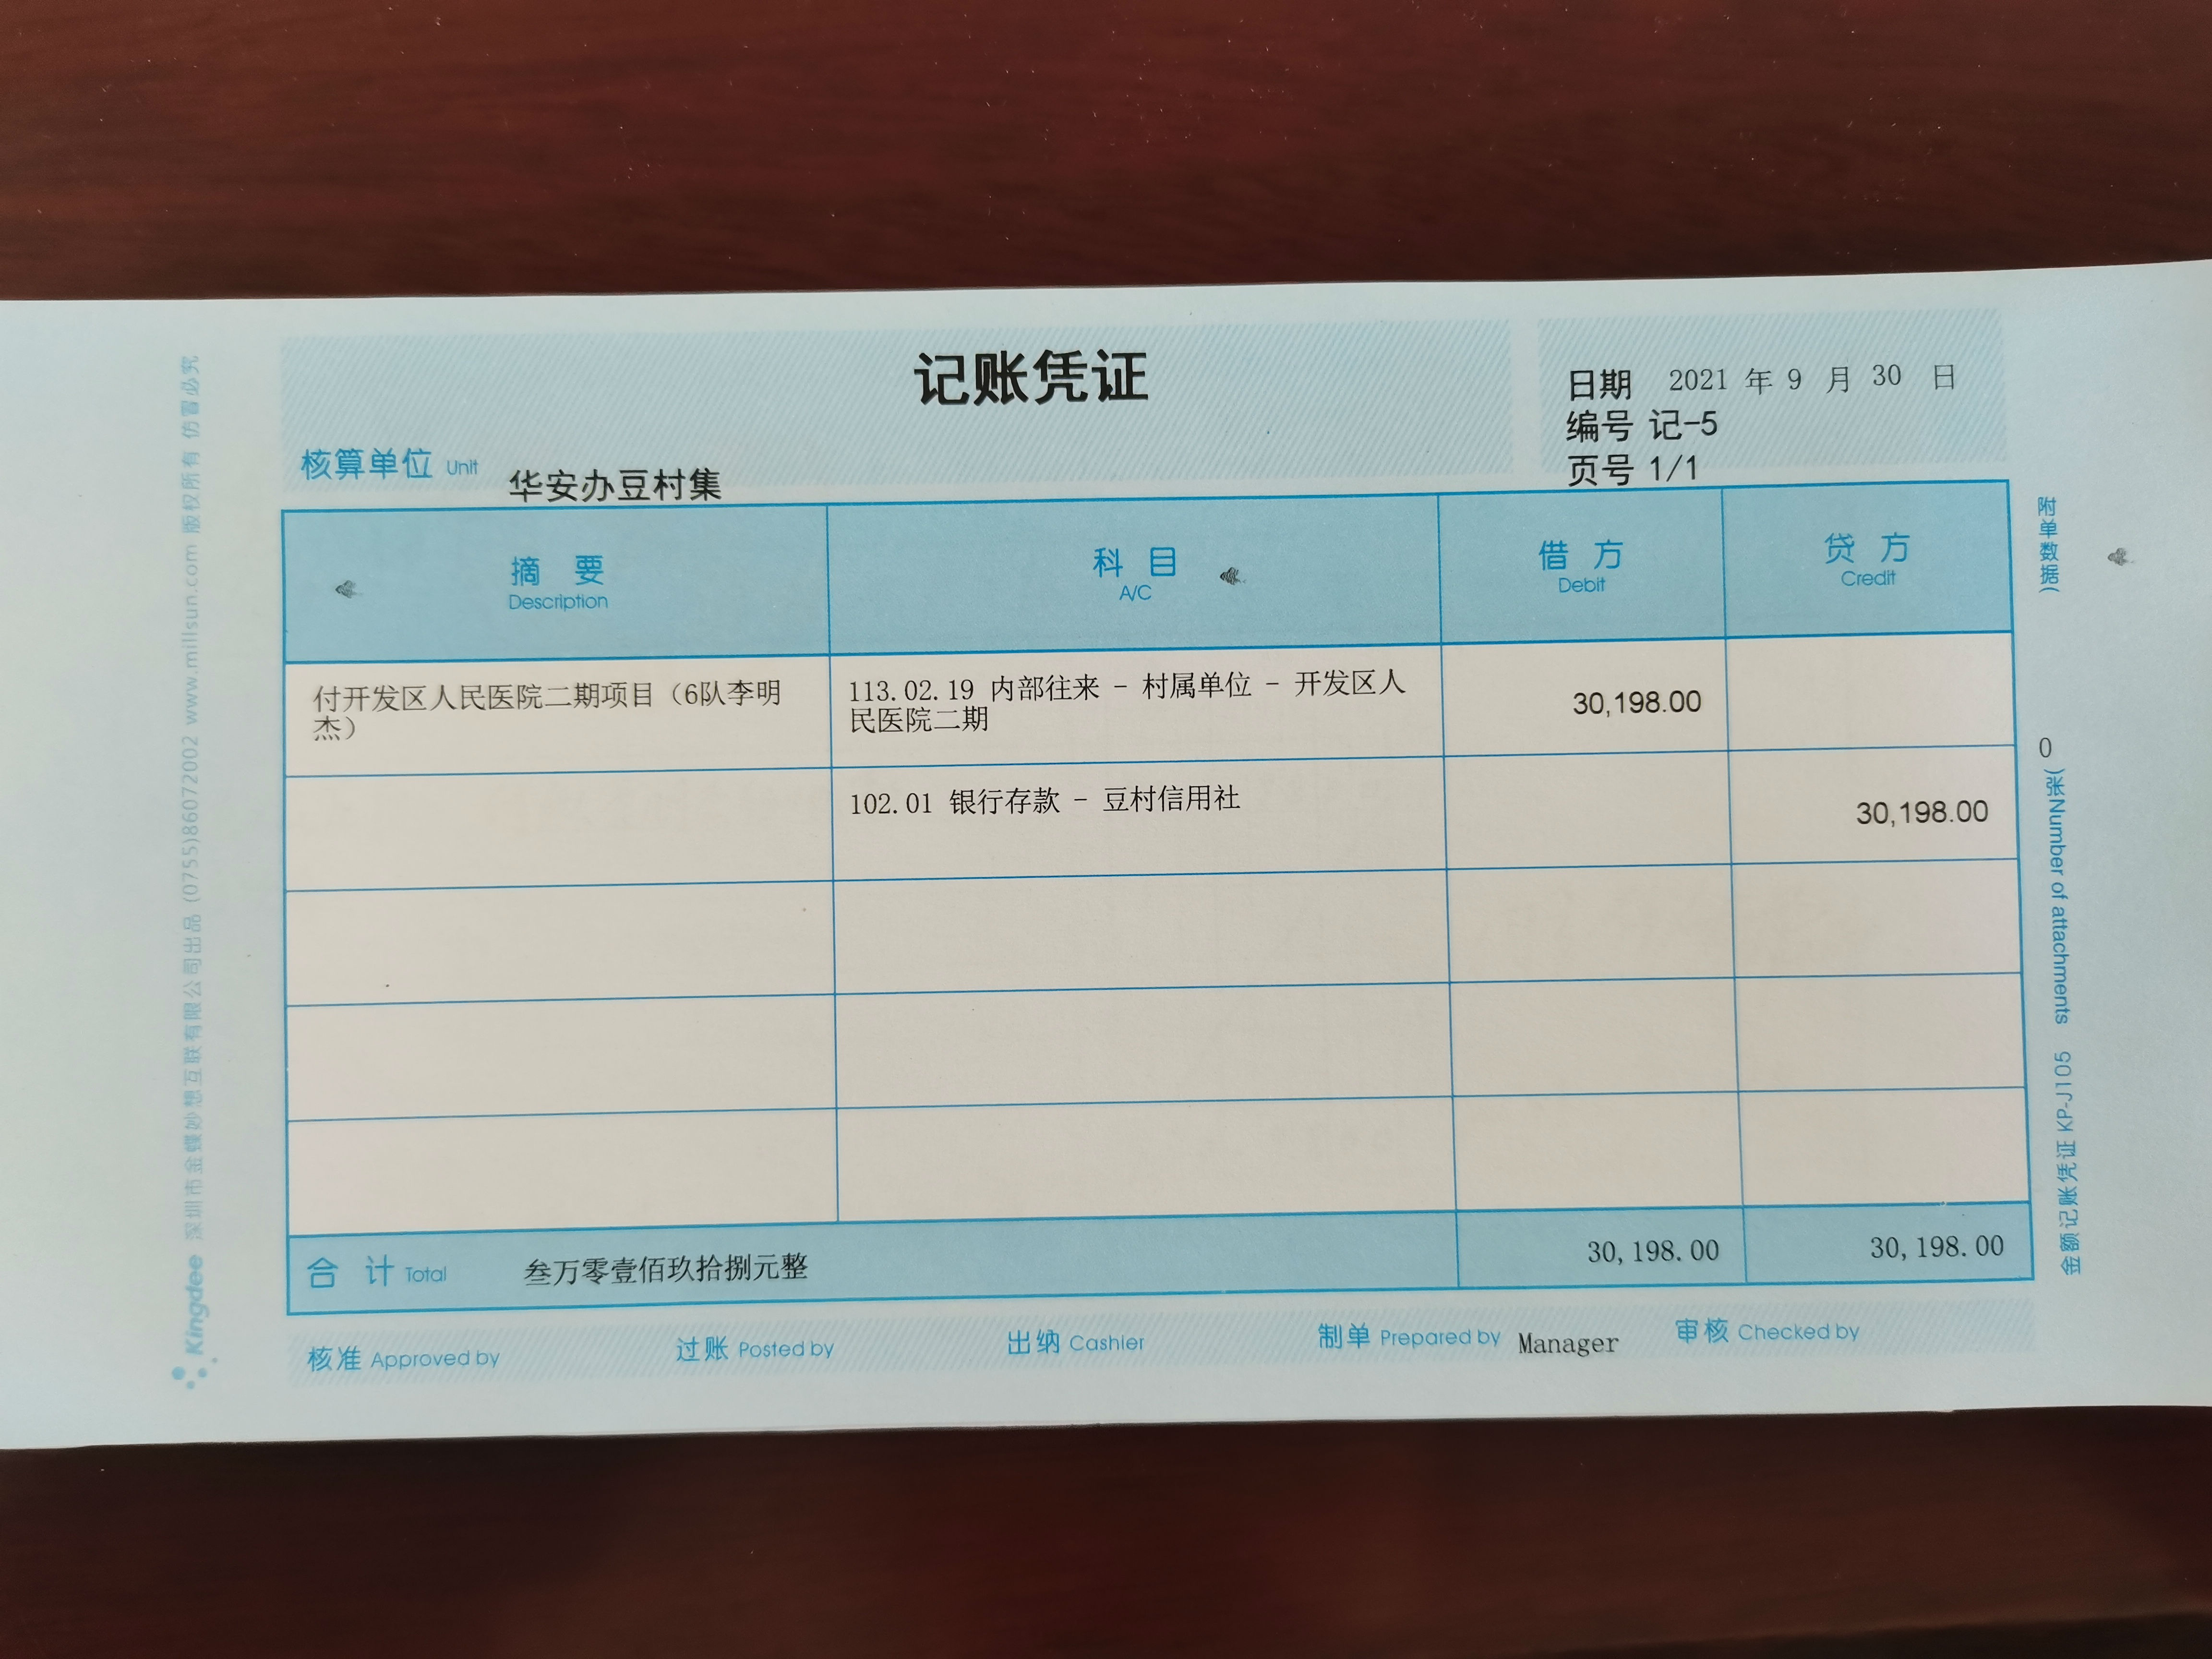 记账凭证
日期 2021 年 9 月 30 日
编号 记-5
页号 1/1
核算单位 Unit 华安办豆村集
摘 要 科 目 借 方 贷 方
Description A/C Debit Credit
付开发区人民医院二期项目（6队李明
杰）
113.02.19 内部往来 - 村属单位 - 开发区人
民医院二期
30,198.00
102.01 银行存款 - 豆村信用社
30,198.00
合 计 Total 叁万零壹佰玖拾捌元整 30,198.00 30,198.00
核准 Approved by 过账 Posted by 出纳 Cashier 制单 Prepared by Manager 审核 Checked by
附单数据( 0 )张Number of attachments 金额记账凭证 KP-J105
Kingdee 深圳市金蝶妙想互联有限公司出品 (0755)86072002 www.millsun.com 版权所有 仿冒必究